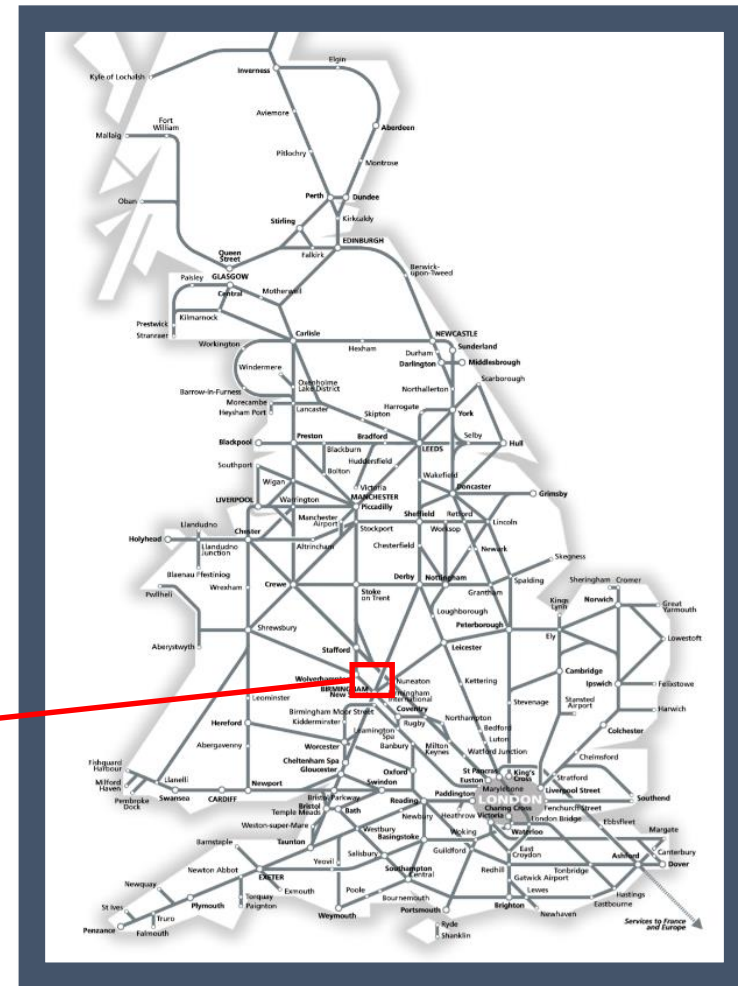 Elgin
Inverness
Kyle of Lochalsh
Aviemore
Aberdeen
Fort
William
Mallaig
Pitlochry
Montrose
Perth
Dundee
Oban
Kirkcaldy
Stirling
EDINBURGH
Queen
Street
Falkirk
Berwick-
upon-Tweed
Paisley
GLASGOW
Central
Motherwell
Kilmarnock
Prestwick
Stranraer
Carlisle
NEWCASTLE
Workington
Hexham
Sunderland
Durham
Darlington
Middlesbrough
Windermere
Scarborough
Oxenholme
Lake District
Northallerton
Barrow-in-Furness
Morecambe
Heysham Port
Lancaster
Harrogate
York
Skipton
Blackpool
Preston
Bradford
Selby
Hull
Blackburn
LEEDS
Southport
Huddersfield
Bolton
Wakefield
Wigan
Victoria
MANCHESTER
Piccadilly
Doncaster
Grimsby
LIVERPOOL
Warrington
Manchester
Airport
Sheffield
Retford
Llandudno
Stockport
Worksop
Lincoln
Holyhead
Chester
Llandudno
Junction
Altrincham
Chesterfield
Newark
Skegness
Blaenau Ffestiniog
Wrexham
Crewe
Derby
Nottingham
Spalding
Sheringham
Cromer
Pwllheli
Stoke
on Trent
Grantham
Kings
Lynn
Norwich
Great
Yarmouth
Loughborough
Shrewsbury
Peterborough
Aberystwyth
Stafford
Ely
Lowestoft
Leicester
Wolverhampton
Nuneaton
Kettering
Cambridge
BIRMINGHAM
New
International
Ipswich
Felixstowe
Leominster
Birmingham Moor Street
Coventry
Stevenage
Stansted
Airport
Harwich
Kidderminster
Rugby
Northampton
Hereford
Leamington
Spa
Bedford
Colchester
Worcester
Banbury
Milton
Keynes
Luton
Abergavenny
Watford Junction
Chelmsford
Cheltenham Spa
Gloucester
Fishguard
Harbour
Oxford
St Pancras
Euston
King's
Cross
Stratford
Milford
Haven
Llanelli
Newport
Swindon
Marylebone
Liverpool Street
Pembroke
Dock
Swansea
CARDIFF
Bristol Parkway
Reading
Paddington
LONDON
Southend
Bristol
Temple Meads
Bath
Charing Cross
Fenchurch Street
Weston-super-Mare
Newbury
Heathrow
Victoria
London Bridge
Ebbsfleet
Westbury
Basingstoke
Woking
Waterloo
Margate
Barnstaple
Taunton
Salisbury
Guildford
East
Croydon
Canterbury
Yeovil
Ashford
Dover
Newton Abbot
EXETER
Southampton
Central
Redhill
Tonbridge
Gatwick Airport
Newquay
Exmouth
Poole
Lewes
Hastings
St Ives
Torquay
Paignton
Bournemouth
Eastbourne
Plymouth
Weymouth
Portsmouth
Brighton
Newhaven
Truro
Penzance
Falmouth
Ryde
Shanklin
Services to France
and Europe